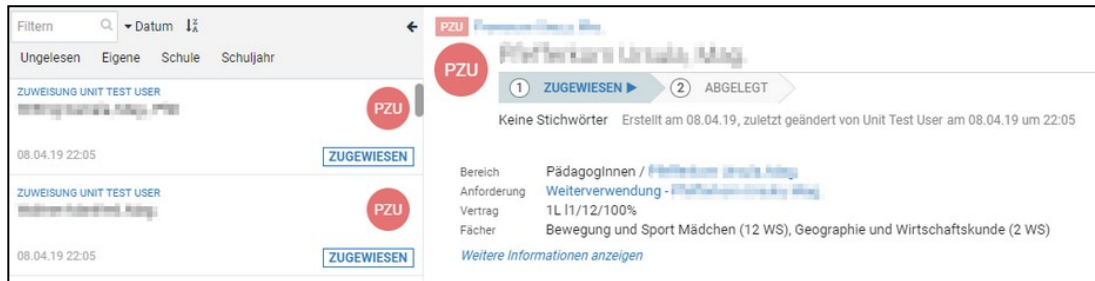 Filtern
Datum
Ungelesen Eigene Schule Schuljahr
ZUWEISUNG UNIT TEST USER
PZU
08.04.19 22:05
ZUGEWIESEN
ZUWEISUNG UNIT TEST USER
PZU
08.04.19 22:05
ZUGEWIESEN
PZU
PZU
1 ZUGEWIESEN 2 ABGELEGT
Keine Stichwörter Erstellt am 08.04.19, zuletzt geändert von Unit Test User am 08.04.19 um 22:05
Bereich PädagogInnen /
Anforderung Weiterverwendung -
Vertrag 1L l1/12/100%
Fächer Bewegung und Sport Mädchen (12 WS), Geographie und Wirtschaftskunde (2 WS)
Weitere Informationen anzeigen